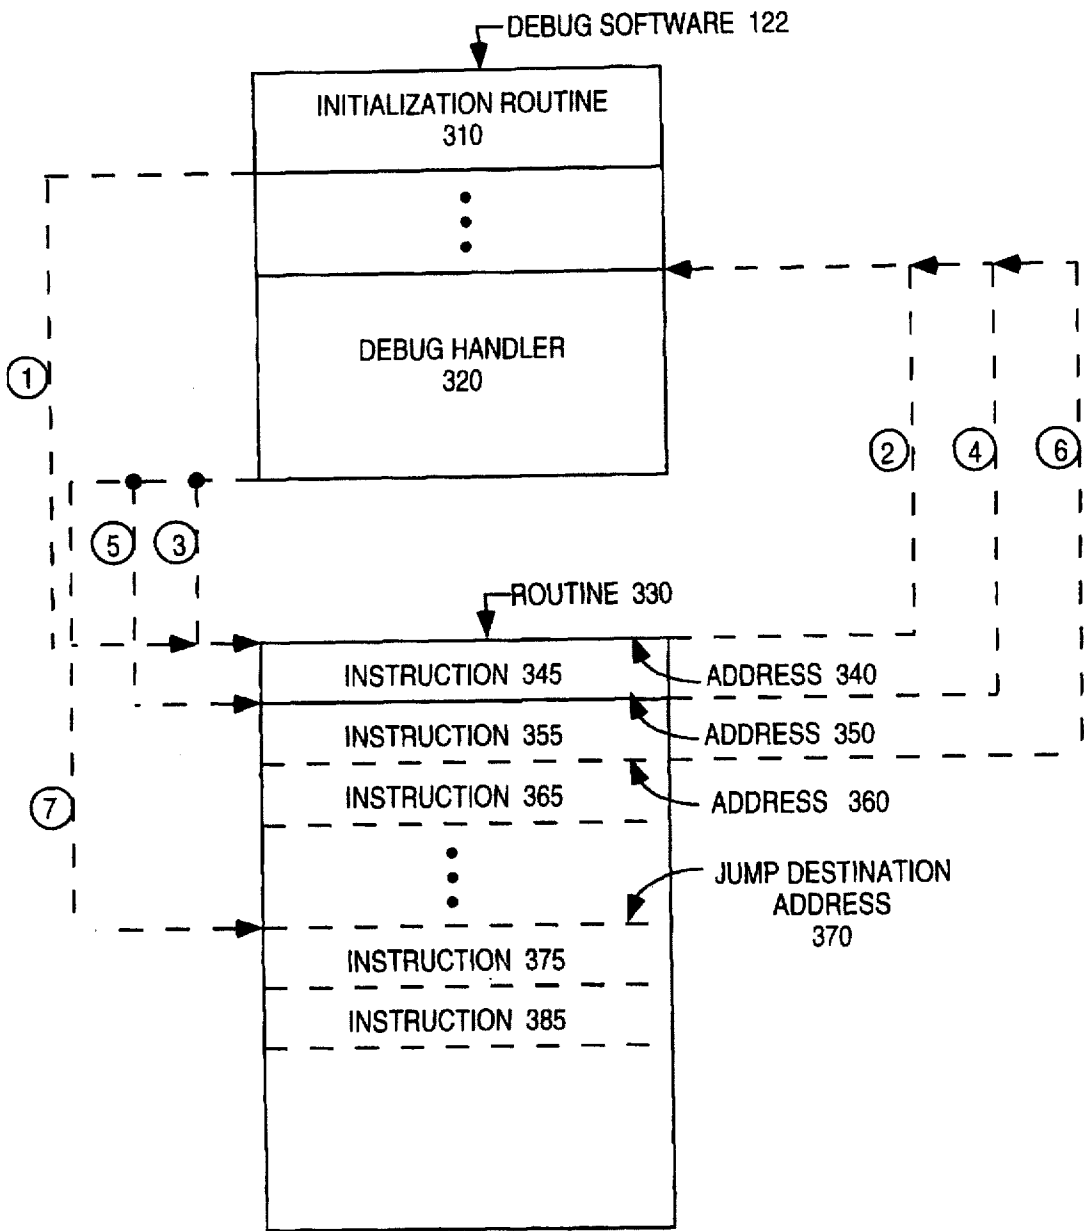 DEBUG SOFTWARE 122
INITIALIZATION ROUTINE
310
DEBUG HANDLER
320
1
2
4
6
5
3
ROUTINE 330
INSTRUCTION 345
ADDRESS 340
INSTRUCTION 355
ADDRESS 350
INSTRUCTION 365
ADDRESS 360
7
JUMP DESTINATION
ADDRESS
370
INSTRUCTION 375
INSTRUCTION 385